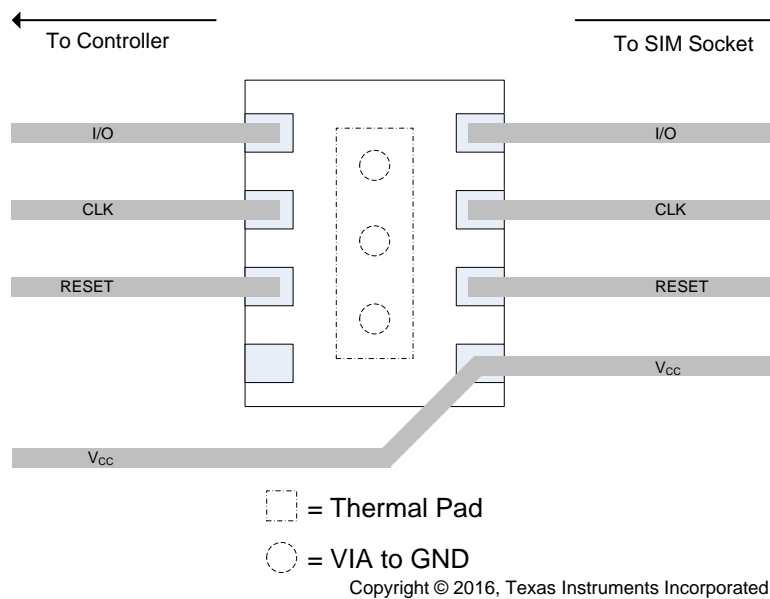 To Controller
To SIM Socket
I/O
I/O
CLK
CLK
RESET
RESET
VCC
VCC
= Thermal Pad
= VIA to GND
Copyright © 2016, Texas Instruments Incorporated